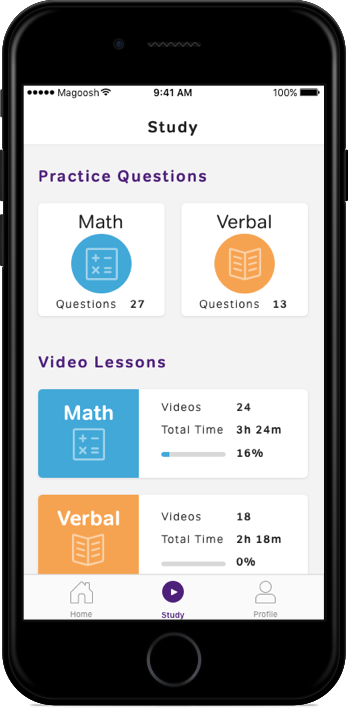 Magoosh 9:41 AM 100%
Study
Practice Questions
Math Verbal
Questions 27 Questions 13
Video Lessons
Math
Videos 24
Total Time 3h 24m
16%
Verbal
Videos 18
Total Time 2h 18m
0%
Home Study Profile